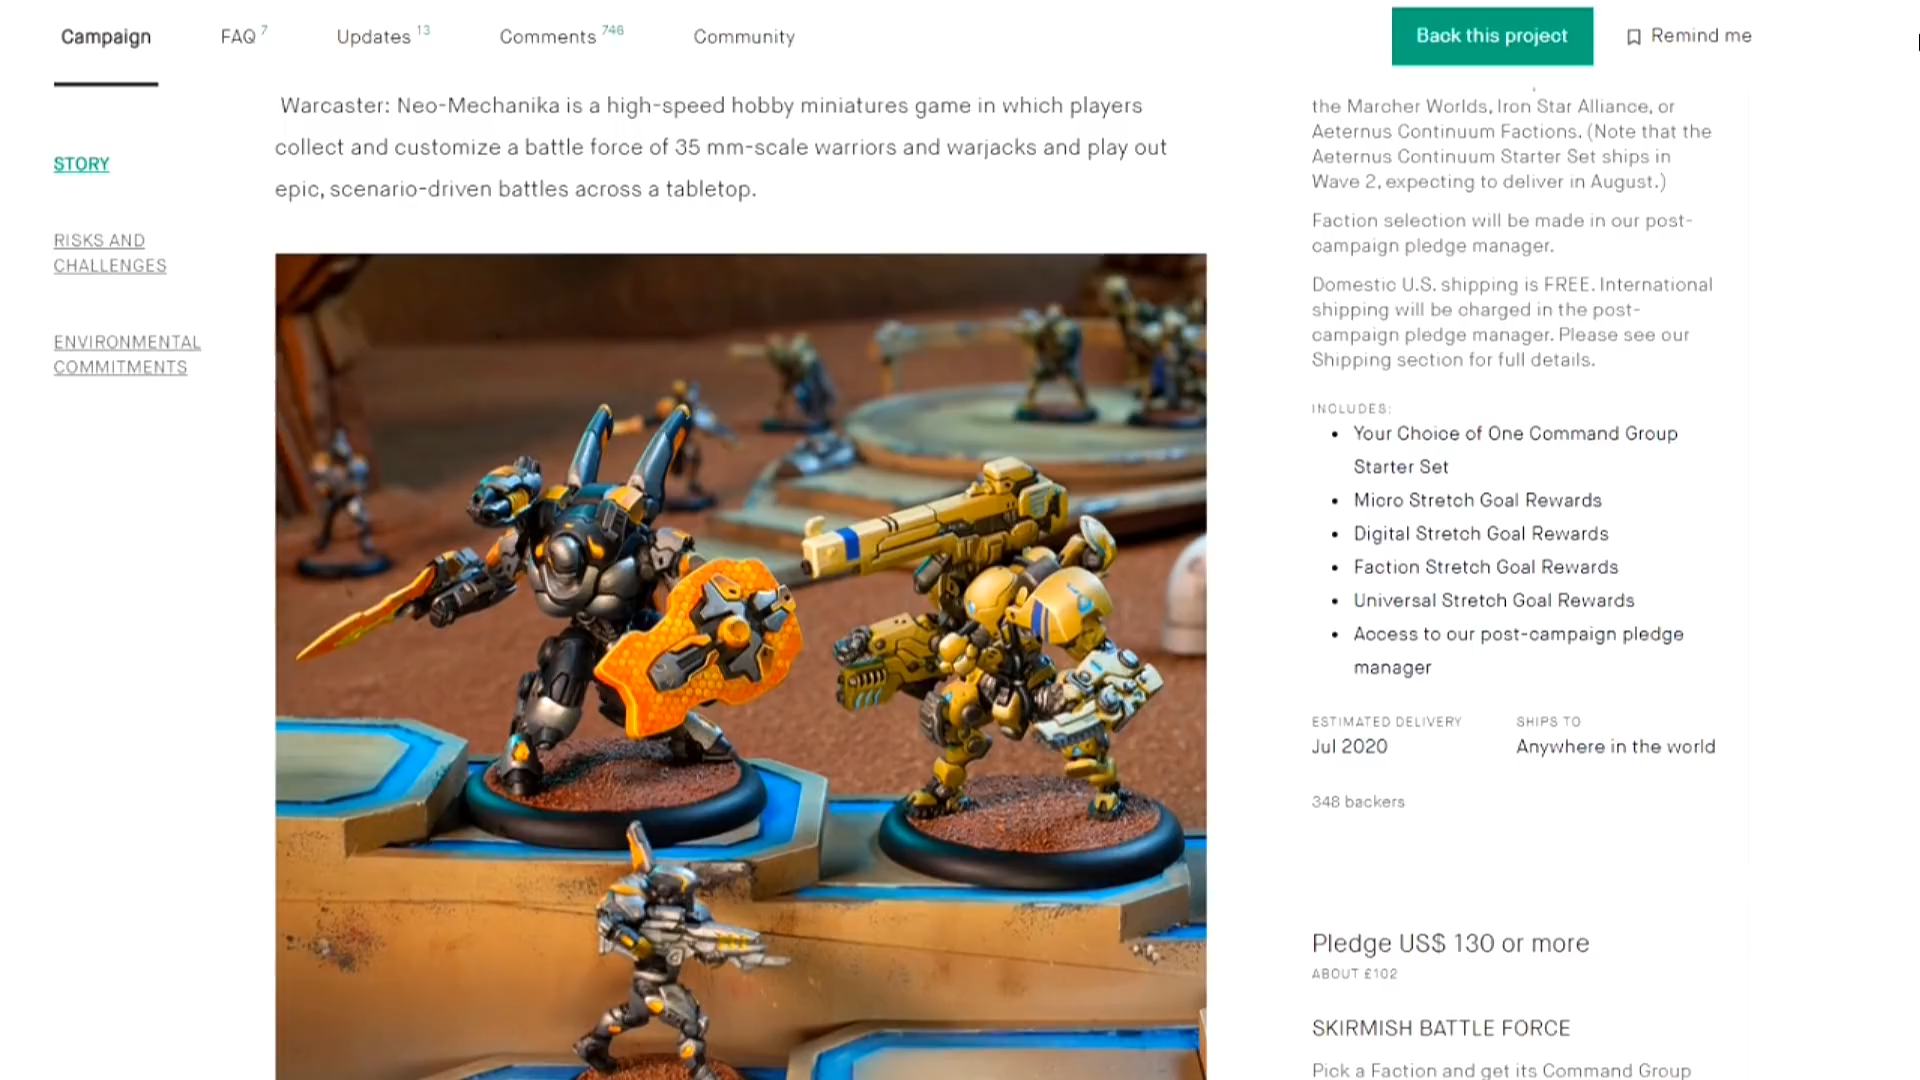 Campaign
FAQ 7
Updates 13
Comments 746
Community
Back this project
Remind me
STORY
RISKS AND
CHALLENGES
ENVIRONMENTAL
COMMITMENTS
Warcaster: Neo-Mechanika is a high-speed hobby miniatures game in which players
collect and customize a battle force of 35 mm-scale warriors and warjacks and play out
epic, scenario-driven battles across a tabletop.
the Marcher Worlds, Iron Star Alliance, or
Aeternus Continuum Factions. (Note that the
Aeternus Continuum Starter Set ships in
Wave 2, expecting to deliver in August.)
Faction selection will be made in our post-
campaign pledge manager.
Domestic U.S. shipping is FREE. International
shipping will be charged in the post-
campaign pledge manager. Please see our
Shipping section for full details.
INCLUDES:
• Your Choice of One Command Group
Starter Set
• Micro Stretch Goal Rewards
• Digital Stretch Goal Rewards
• Faction Stretch Goal Rewards
• Universal Stretch Goal Rewards
• Access to our post-campaign pledge
manager
ESTIMATED DELIVERY
Jul 2020
SHIPS TO
Anywhere in the world
348 backers
Pledge US$ 130 or more
ABOUT £102
SKIRMISH BATTLE FORCE
Pick a Faction and get its Command Group